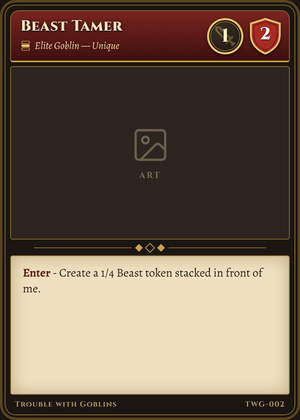 Beast Tamer
Elite Goblin — Unique
1
2
ART
Enter - Create a 1/4 Beast token stacked in front of
me.
Trouble with Goblins
TWG-002